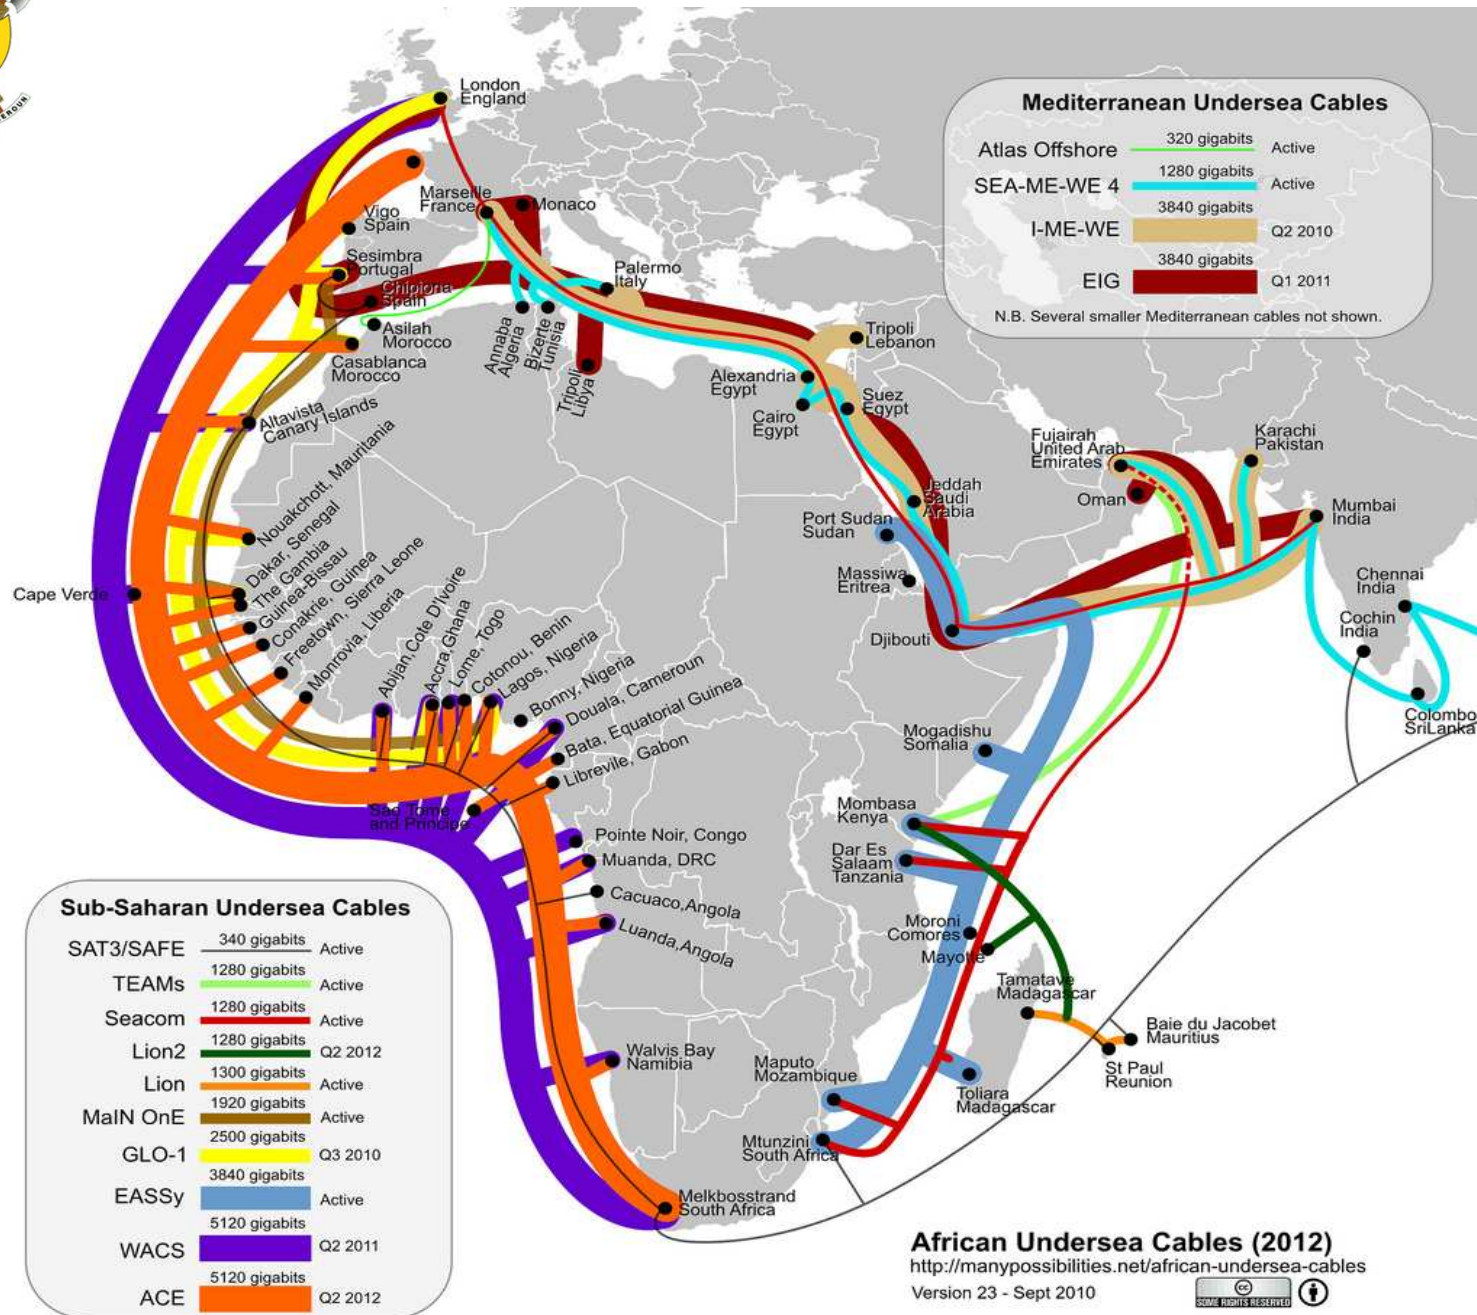 London
England
Marseille
France
Monaco
Vigo
Spain
Sesimbra
Portugal
Chipiona
Spain
Asilah
Morocco
Casablanca
Morocco
Altavista
Canary Islands
Annaba
Algeria
Bizerte
Tunisia
Palermo
Italy
Tripoli
Libya
Tripoli
Lebanon
Alexandria
Egypt
Cairo
Egypt
Suez
Egypt
Jeddah
Saudi
Arabia
Port Sudan
Sudan
Massiwa
Eritrea
Djibouti
Fujairah
United Arab
Emirates
Oman
Karachi
Pakistan
Mumbai
India
Chennai
India
Cochin
India
Colombo
SriLanka
Mediterranean Undersea Cables
Atlas Offshore 320 gigabits Active
SEA-ME-WE 4 1280 gigabits Active
I-ME-WE 3840 gigabits Q2 2010
EIG 3840 gigabits Q1 2011
N.B. Several smaller Mediterranean cables not shown.
Nouakchott, Mauritania
Dakar, Senegal
The Gambia
Guinea-Bissau
Conakrie, Guinea
Freetown, Sierra Leone
Monrovia, Liberia
Cape Verde
Abijan,Cote D'Ivoire
Accra,Ghana
Lome, Togo
Cotonou, Benin
Lagos, Nigeria
Bonny, Nigeria
Douala, Cameroun
Bata, Equatorial Guinea
Libreville, Gabon
Sao Tome
and Principe
Pointe Noir, Congo
Muanda, DRC
Cacuaco,Angola
Luanda,Angola
Walvis Bay
Namibia
Melkbosstrand
South Africa
Mogadishu
Somalia
Mombasa
Kenya
Dar Es
Salaam
Tanzania
Moroni
Comores
Mayotte
Tamatave
Madagascar
Baie du Jacobet
Mauritius
St Paul
Reunion
Toliara
Madagascar
Maputo
Mozambique
Mtunzini
South Africa
Sub-Saharan Undersea Cables
SAT3/SAFE 340 gigabits Active
TEAMs 1280 gigabits Active
Seacom 1280 gigabits Active
Lion2 1280 gigabits Q2 2012
Lion 1300 gigabits Active
MaIN OnE 1920 gigabits Active
GLO-1 2500 gigabits Q3 2010
EASSy 3840 gigabits Active
WACS 5120 gigabits Q2 2011
ACE 5120 gigabits Q2 2012
African Undersea Cables (2012)
http://manypossibilities.net/african-undersea-cables
Version 23 - Sept 2010
cc
SOME RIGHTS RESERVED